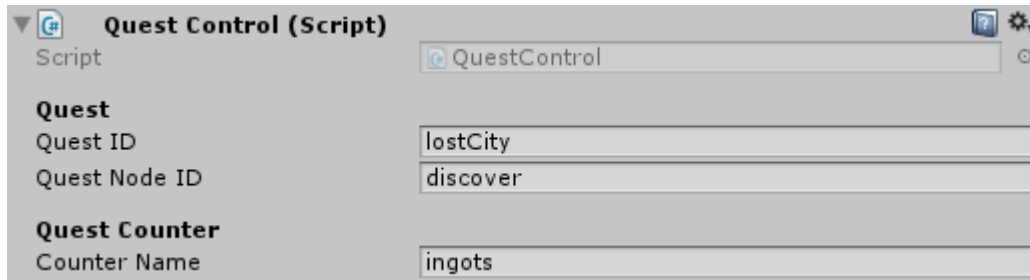 Quest Control (Script)
Script QuestControl
Quest
Quest ID lostCity
Quest Node ID discover
Quest Counter
Counter Name ingots